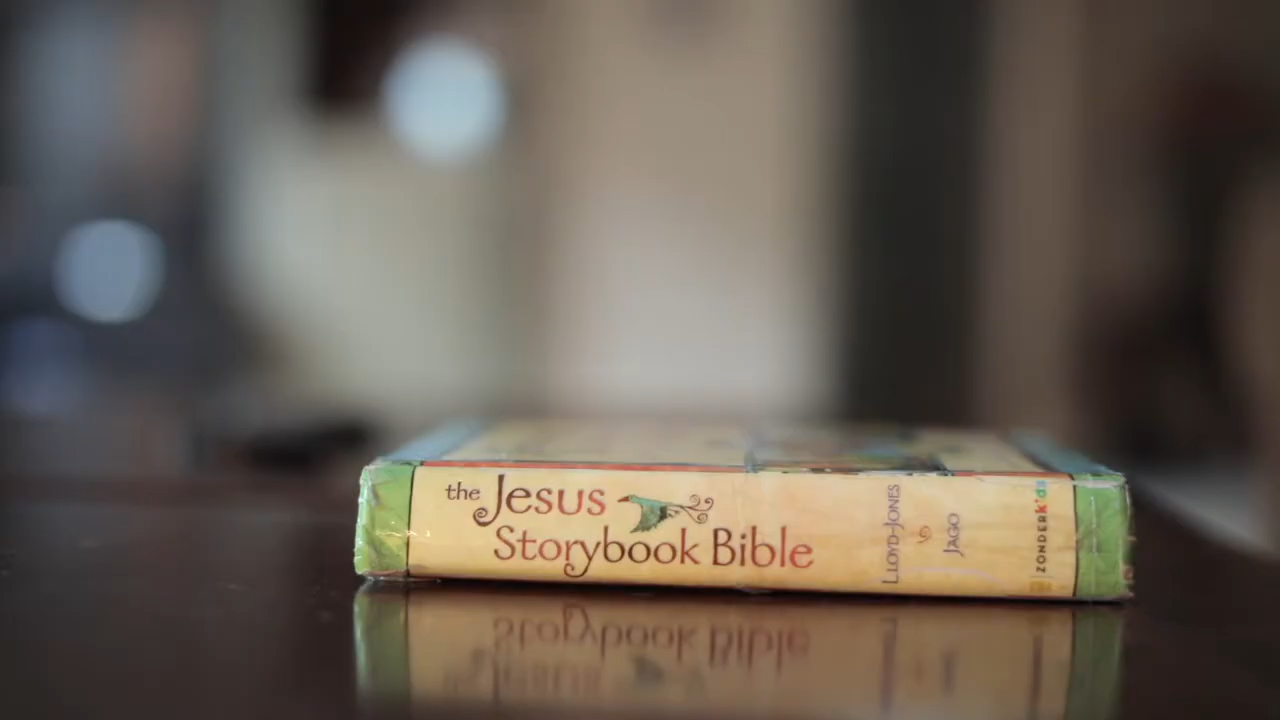 the Jesus
Storybook Bible
LLOYD-JONES
JAGO
ZONDERkidz